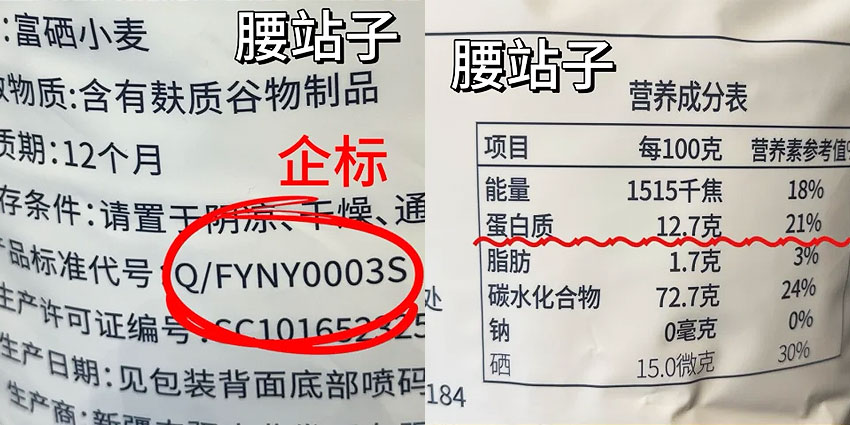 腰站子
:富硒小麦
物质:含有麸质谷物制品
质期:12个月
企标
存条件:请置于阴凉、干燥、通
产品标准代号:Q/FYNY0003S
生产许可证编号:SC1016523325
生产日期:见包装背面底部喷码
生产商:新疆
处
腰站子
营养成分表
项目 每100克 营养素参考值%
能量 1515千焦 18%
蛋白质 12.7克 21%
脂肪 1.7克 3%
碳水化合物 72.7克 24%
钠 0毫克 0%
硒 15.0微克 30%
184